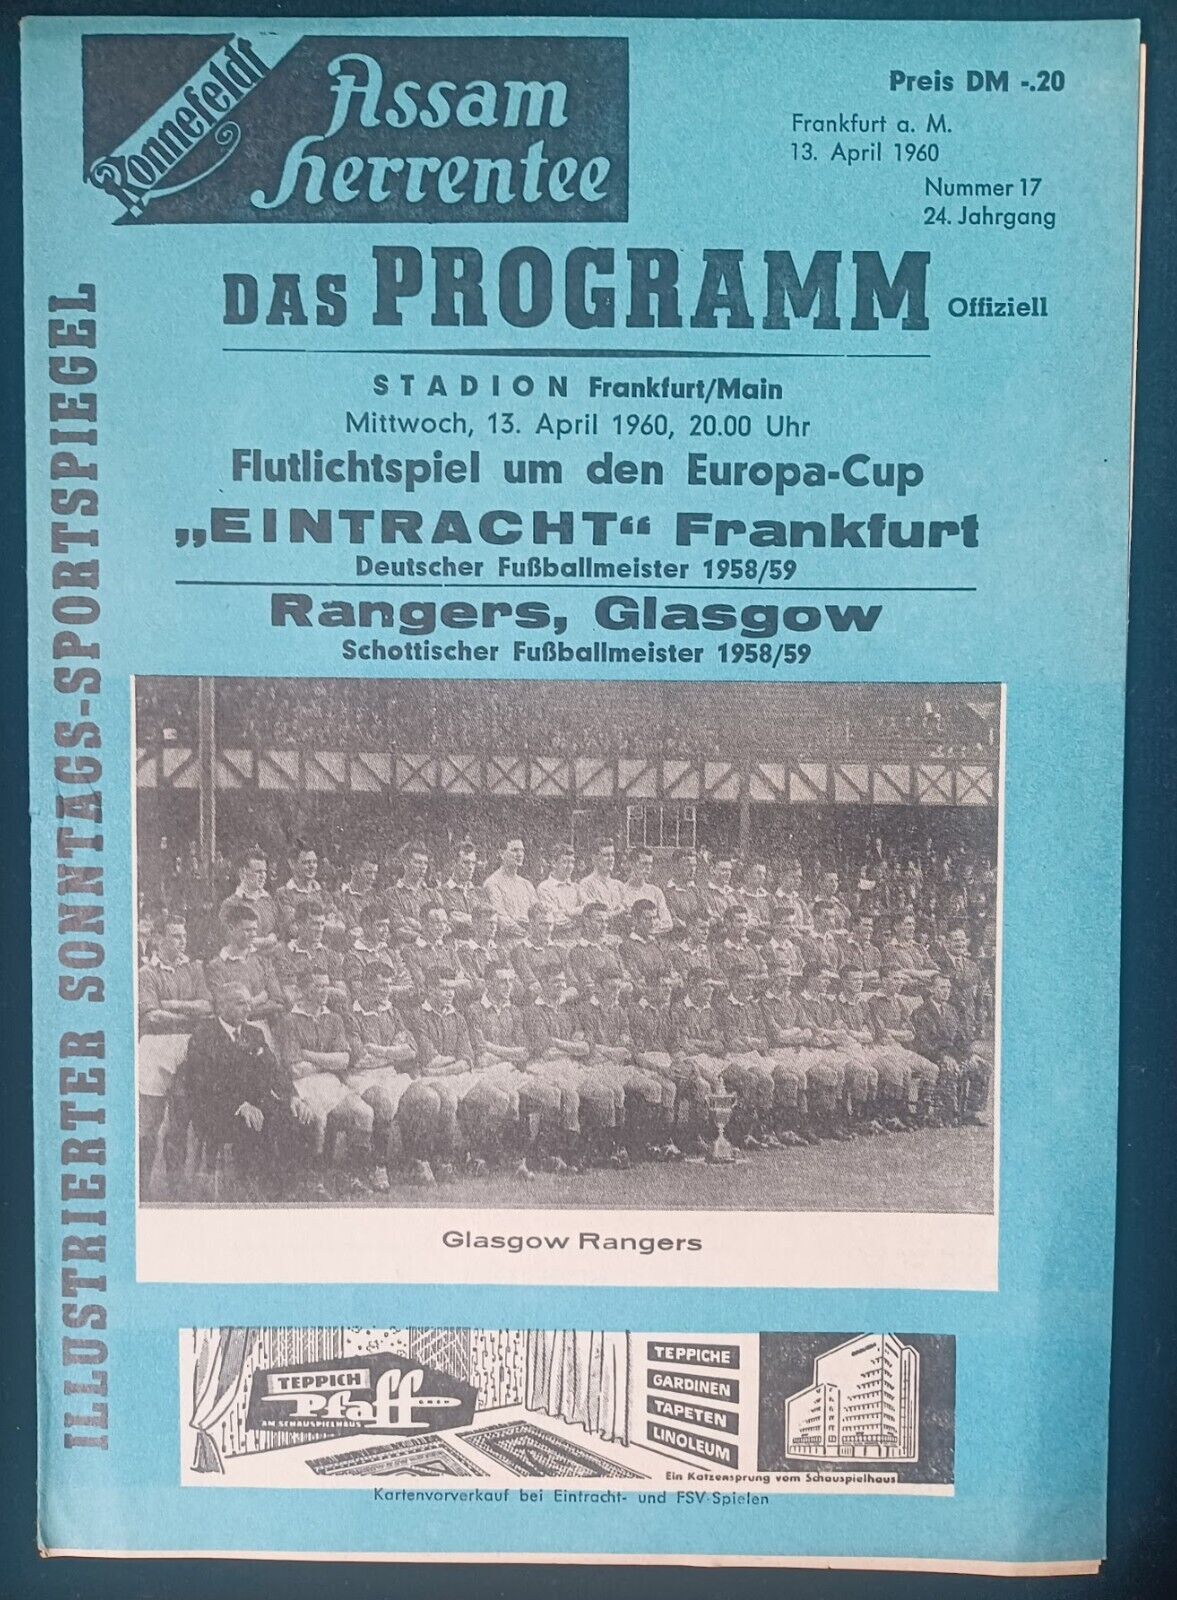 Ronnefeldt
Assam
Herrentee
Preis DM -.20
Frankfurt a. M.
13. April 1960
Nummer 17
24. Jahrgang
DAS PROGRAMM Offiziell
STADION Frankfurt/Main
Mittwoch, 13. April 1960, 20.00 Uhr
Flutlichtspiel um den Europa-Cup
„EINTRACHT“ Frankfurt
Deutscher Fußballmeister 1958/59
Rangers, Glasgow
Schottischer Fußballmeister 1958/59
ILLUSTRIERTER SONNTAGS-SPORTSPIEGEL
Glasgow Rangers
TEPPICH
Pfaff GMBH
AM SCHAUSPIELHAUS
TEPPICHE
GARDINEN
TAPETEN
LINOLEUM
Ein Katzensprung vom Schauspielhaus
Kartenvorverkauf bei Eintracht- und FSV-Spielen